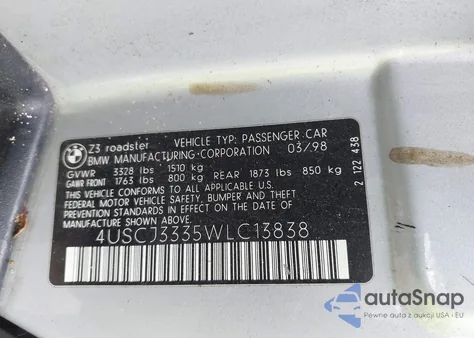 BMW
Z3 roadster VEHICLE TYP: PASSENGER CAR
BMW MANUFACTURING CORPORATION 03/98
GVWR 3328 lbs 1510 kg
GAWR FRONT 1763 lbs 800 kg REAR 1873 lbs 850 kg
THIS VEHICLE CONFORMS TO ALL APPLICABLE
FEDERAL MOTOR VEHICLE SAFETY, BUMPER AND THEFT
PREVENTION STANDARDS IN EFFECT ON THE DATE OF
MANUFACTURE SHOWN ABOVE.
4USCJ3335WLC13838
2 122 438
autoSnap
Pewne auta z aukcji USA i EU